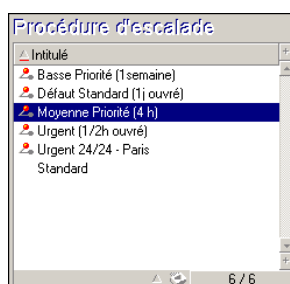 Procédure d'escalade
Intitulé
Basse Priorité (1semaine)
Défaut Standard (1j ouvré)
Moyenne Priorité (4 h)
Urgent (1/2h ouvré)
Urgent 24/24 - Paris
Standard
6 / 6